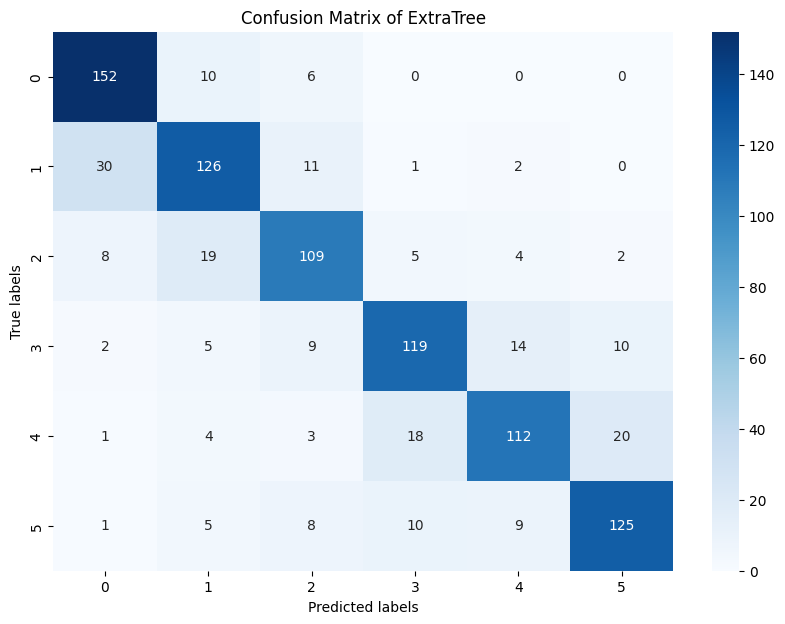 Confusion Matrix of ExtraTree
0 152 10 6 0 0 0
1 30 126 11 1 2 0
2 8 19 109 5 4 2
3 2 5 9 119 14 10
4 1 4 3 18 112 20
5 1 5 8 10 9 125
0 1 2 3 4 5
True labels
Predicted labels
140
120
100
80
60
40
20
0